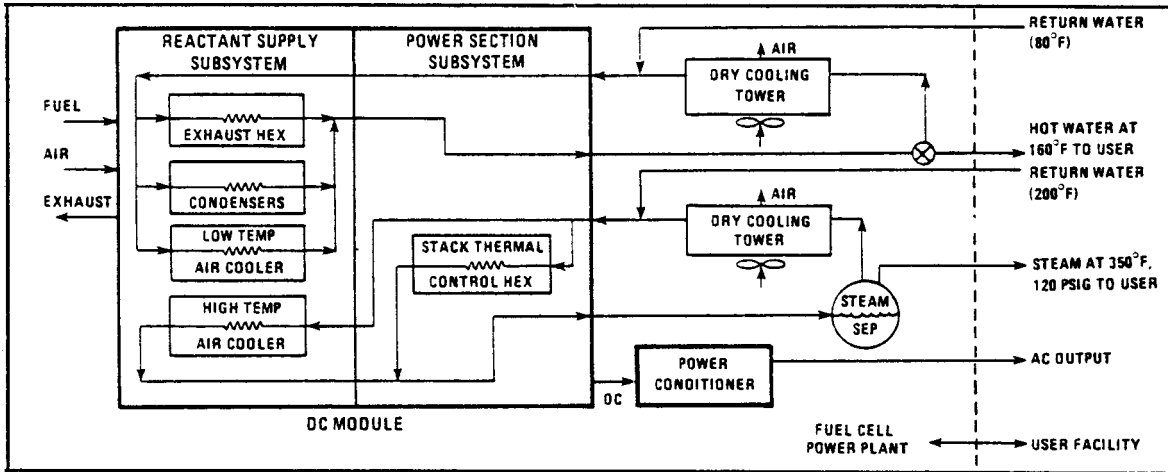 REACTANT SUPPLY
SUBSYSTEM
POWER SECTION
SUBSYSTEM
FUEL
AIR
EXHAUST
EXHAUST HEX
CONDENSERS
LOW TEMP
AIR COOLER
HIGH TEMP
AIR COOLER
STACK THERMAL
CONTROL HEX
DC MODULE
AIR
DRY COOLING
TOWER
AIR
DRY COOLING
TOWER
STEAM
SEP
DC
POWER
CONDITIONER
RETURN WATER
(80°F)
HOT WATER AT
160°F TO USER
RETURN WATER
(200°F)
STEAM AT 350°F,
120 PSIG TO USER
AC OUTPUT
FUEL CELL
POWER PLANT
USER FACILITY